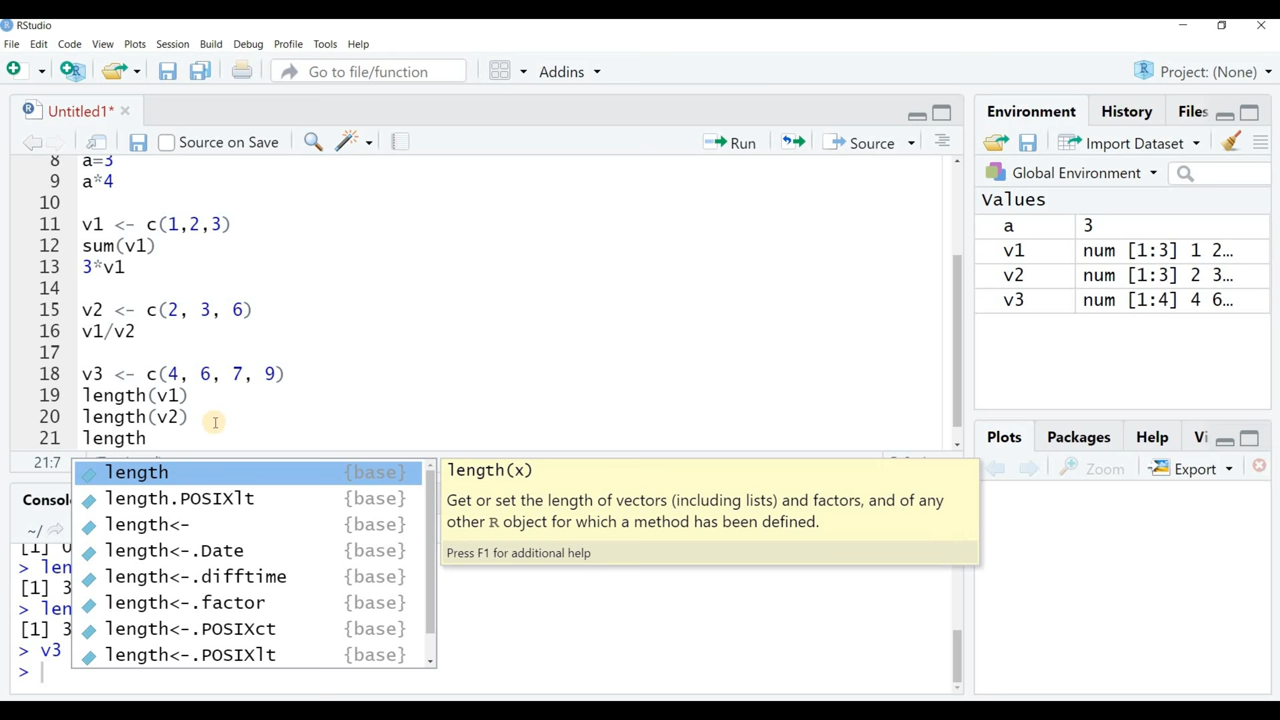 RStudio
File Edit Code View Plots Session Build Debug Profile Tools Help
Go to file/function Addins Project: (None)
Untitled1*
Source on Save Run Source
8 a=3
9 a*4
10
11 v1 <- c(1,2,3)
12 sum(v1)
13 3*v1
14
15 v2 <- c(2, 3, 6)
16 v1/v2
17
18 v3 <- c(4, 6, 7, 9)
19 length(v1)
20 length(v2)
21 length
21:7
length {base}
length.POSIXlt {base}
length<- {base}
length<-.Date {base}
length<-.difftime {base}
length<-.factor {base}
length<-.POSIXct {base}
length<-.POSIXlt {base}
length(x)
Get or set the length of vectors (including lists) and factors, and of any
other R object for which a method has been defined.
Press F1 for additional help
Consol
~/
[1] 0
> len
[1] 3
> len
[1] 3
> v3
>
Environment History Files
Import Dataset
Global Environment
Values
a 3
v1 num [1:3] 1 2…
v2 num [1:3] 2 3…
v3 num [1:4] 4 6…
Plots Packages Help Vi
Zoom Export